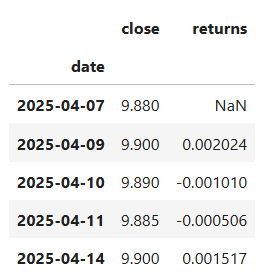 close returns
date
2025-04-07 9.880 NaN
2025-04-09 9.900 0.002024
2025-04-10 9.890 -0.001010
2025-04-11 9.885 -0.000506
2025-04-14 9.900 0.001517